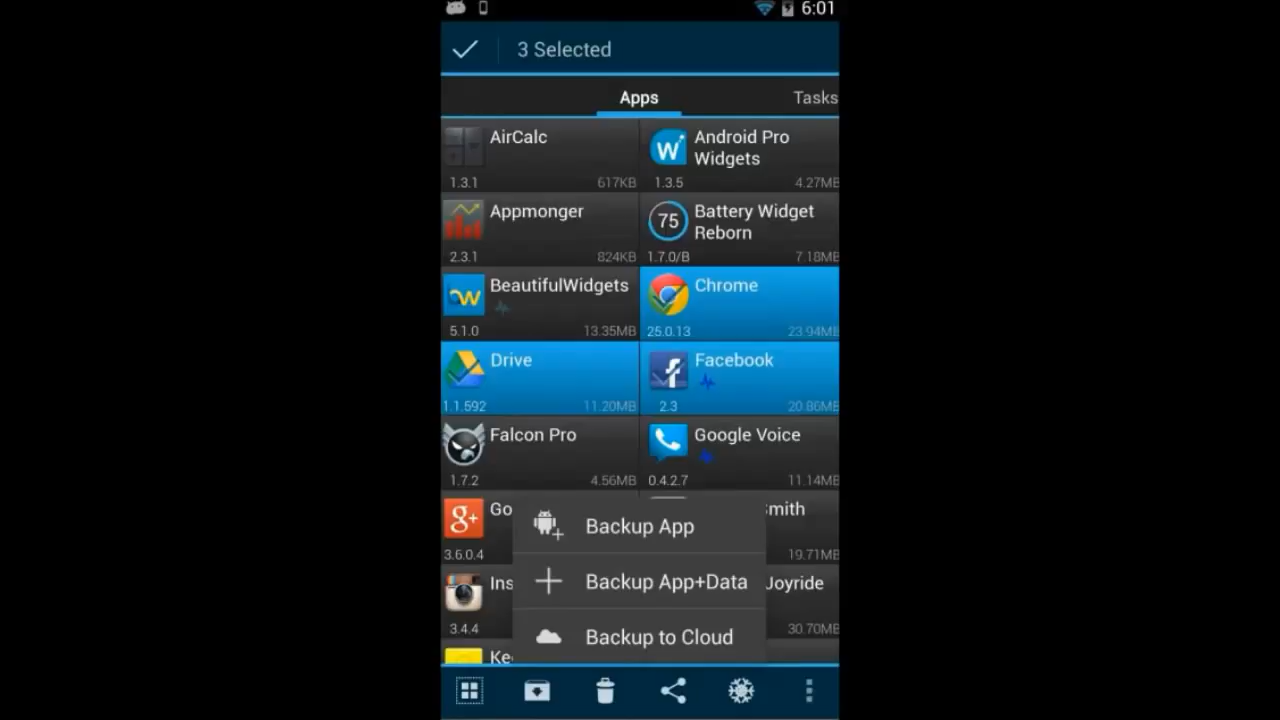 6:01
3 Selected
Apps
Tasks
AirCalc
1.3.1
617KB
Android Pro
Widgets
1.3.5
4.27MB
Appmonger
2.3.1
824KB
75
Battery Widget
Reborn
1.7.0/B
7.18MB
BeautifulWidgets
5.1.0
13.35MB
Chrome
25.0.13
23.94MB
Drive
1.1.592
11.20MB
Facebook
2.3
20.86MB
Falcon Pro
1.7.2
4.56MB
Google Voice
0.4.2.7
11.14MB
g+
Go
3.6.0.4
mith
19.71MB
Ins
3.4.4
Joyride
30.70MB
Ke
Backup App
Backup App+Data
Backup to Cloud